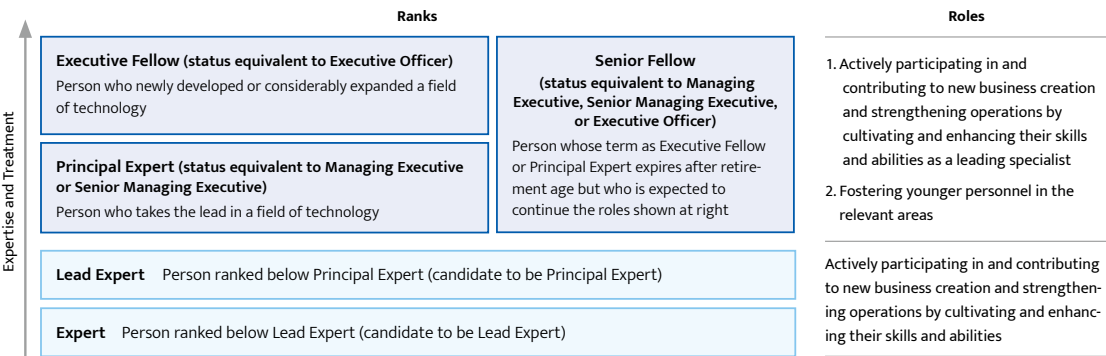 Ranks
Roles
Expertise and Treatment
Executive Fellow (status equivalent to Executive Officer)
Person who newly developed or considerably expanded a field
of technology
Principal Expert (status equivalent to Managing Executive
or Senior Managing Executive)
Person who takes the lead in a field of technology
Senior Fellow
(status equivalent to Managing
Executive, Senior Managing Executive,
or Executive Officer)
Person whose term as Executive Fellow
or Principal Expert expires after retire-
ment age but who is expected to
continue the roles shown at right
1. Actively participating in and
contributing to new business creation
and strengthening operations by
cultivating and enhancing their skills
and abilities as a leading specialist
2. Fostering younger personnel in the
relevant areas
Lead Expert Person ranked below Principal Expert (candidate to be Principal Expert)
Expert Person ranked below Lead Expert (candidate to be Lead Expert)
Actively participating in and contributing
to new business creation and strengthen-
ing operations by cultivating and enhanc-
ing their skills and abilities